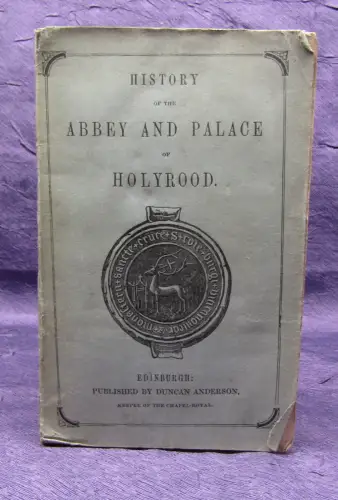 HISTORY
OF THE
ABBEY AND PALACE
OF
HOLYROOD.
EDINBURGH:
PUBLISHED BY DUNCAN ANDERSON,
KEEPER OF THE CHAPEL-ROYAL.